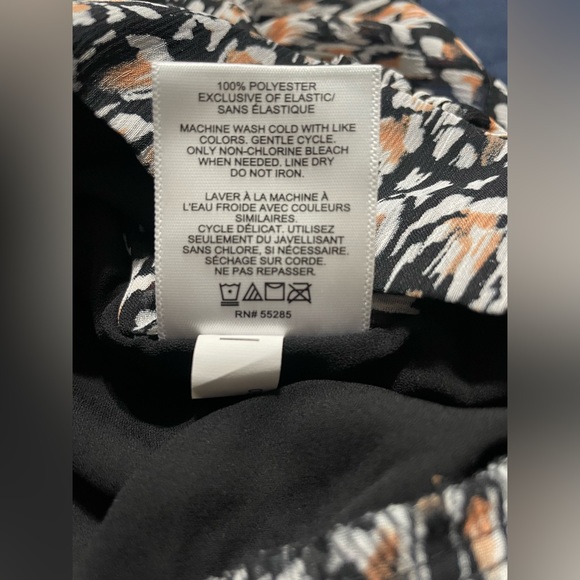 100% POLYESTER
EXCLUSIVE OF ELASTIC/
SANS ÉLASTIQUE
MACHINE WASH COLD WITH LIKE
COLORS. GENTLE CYCLE.
ONLY NON-CHLORINE BLEACH
WHEN NEEDED. LINE DRY
DO NOT IRON.
LAVER À LA MACHINE À
L'EAU FROIDE AVEC COULEURS
SIMILAIRES.
CYCLE DÉLICAT. UTILISEZ
SEULEMENT DU JAVELLISANT
SANS CHLORE, SI NÉCESSAIRE.
SÉCHAGE SUR CORDE
NE PAS REPASSER.
RN# 55285